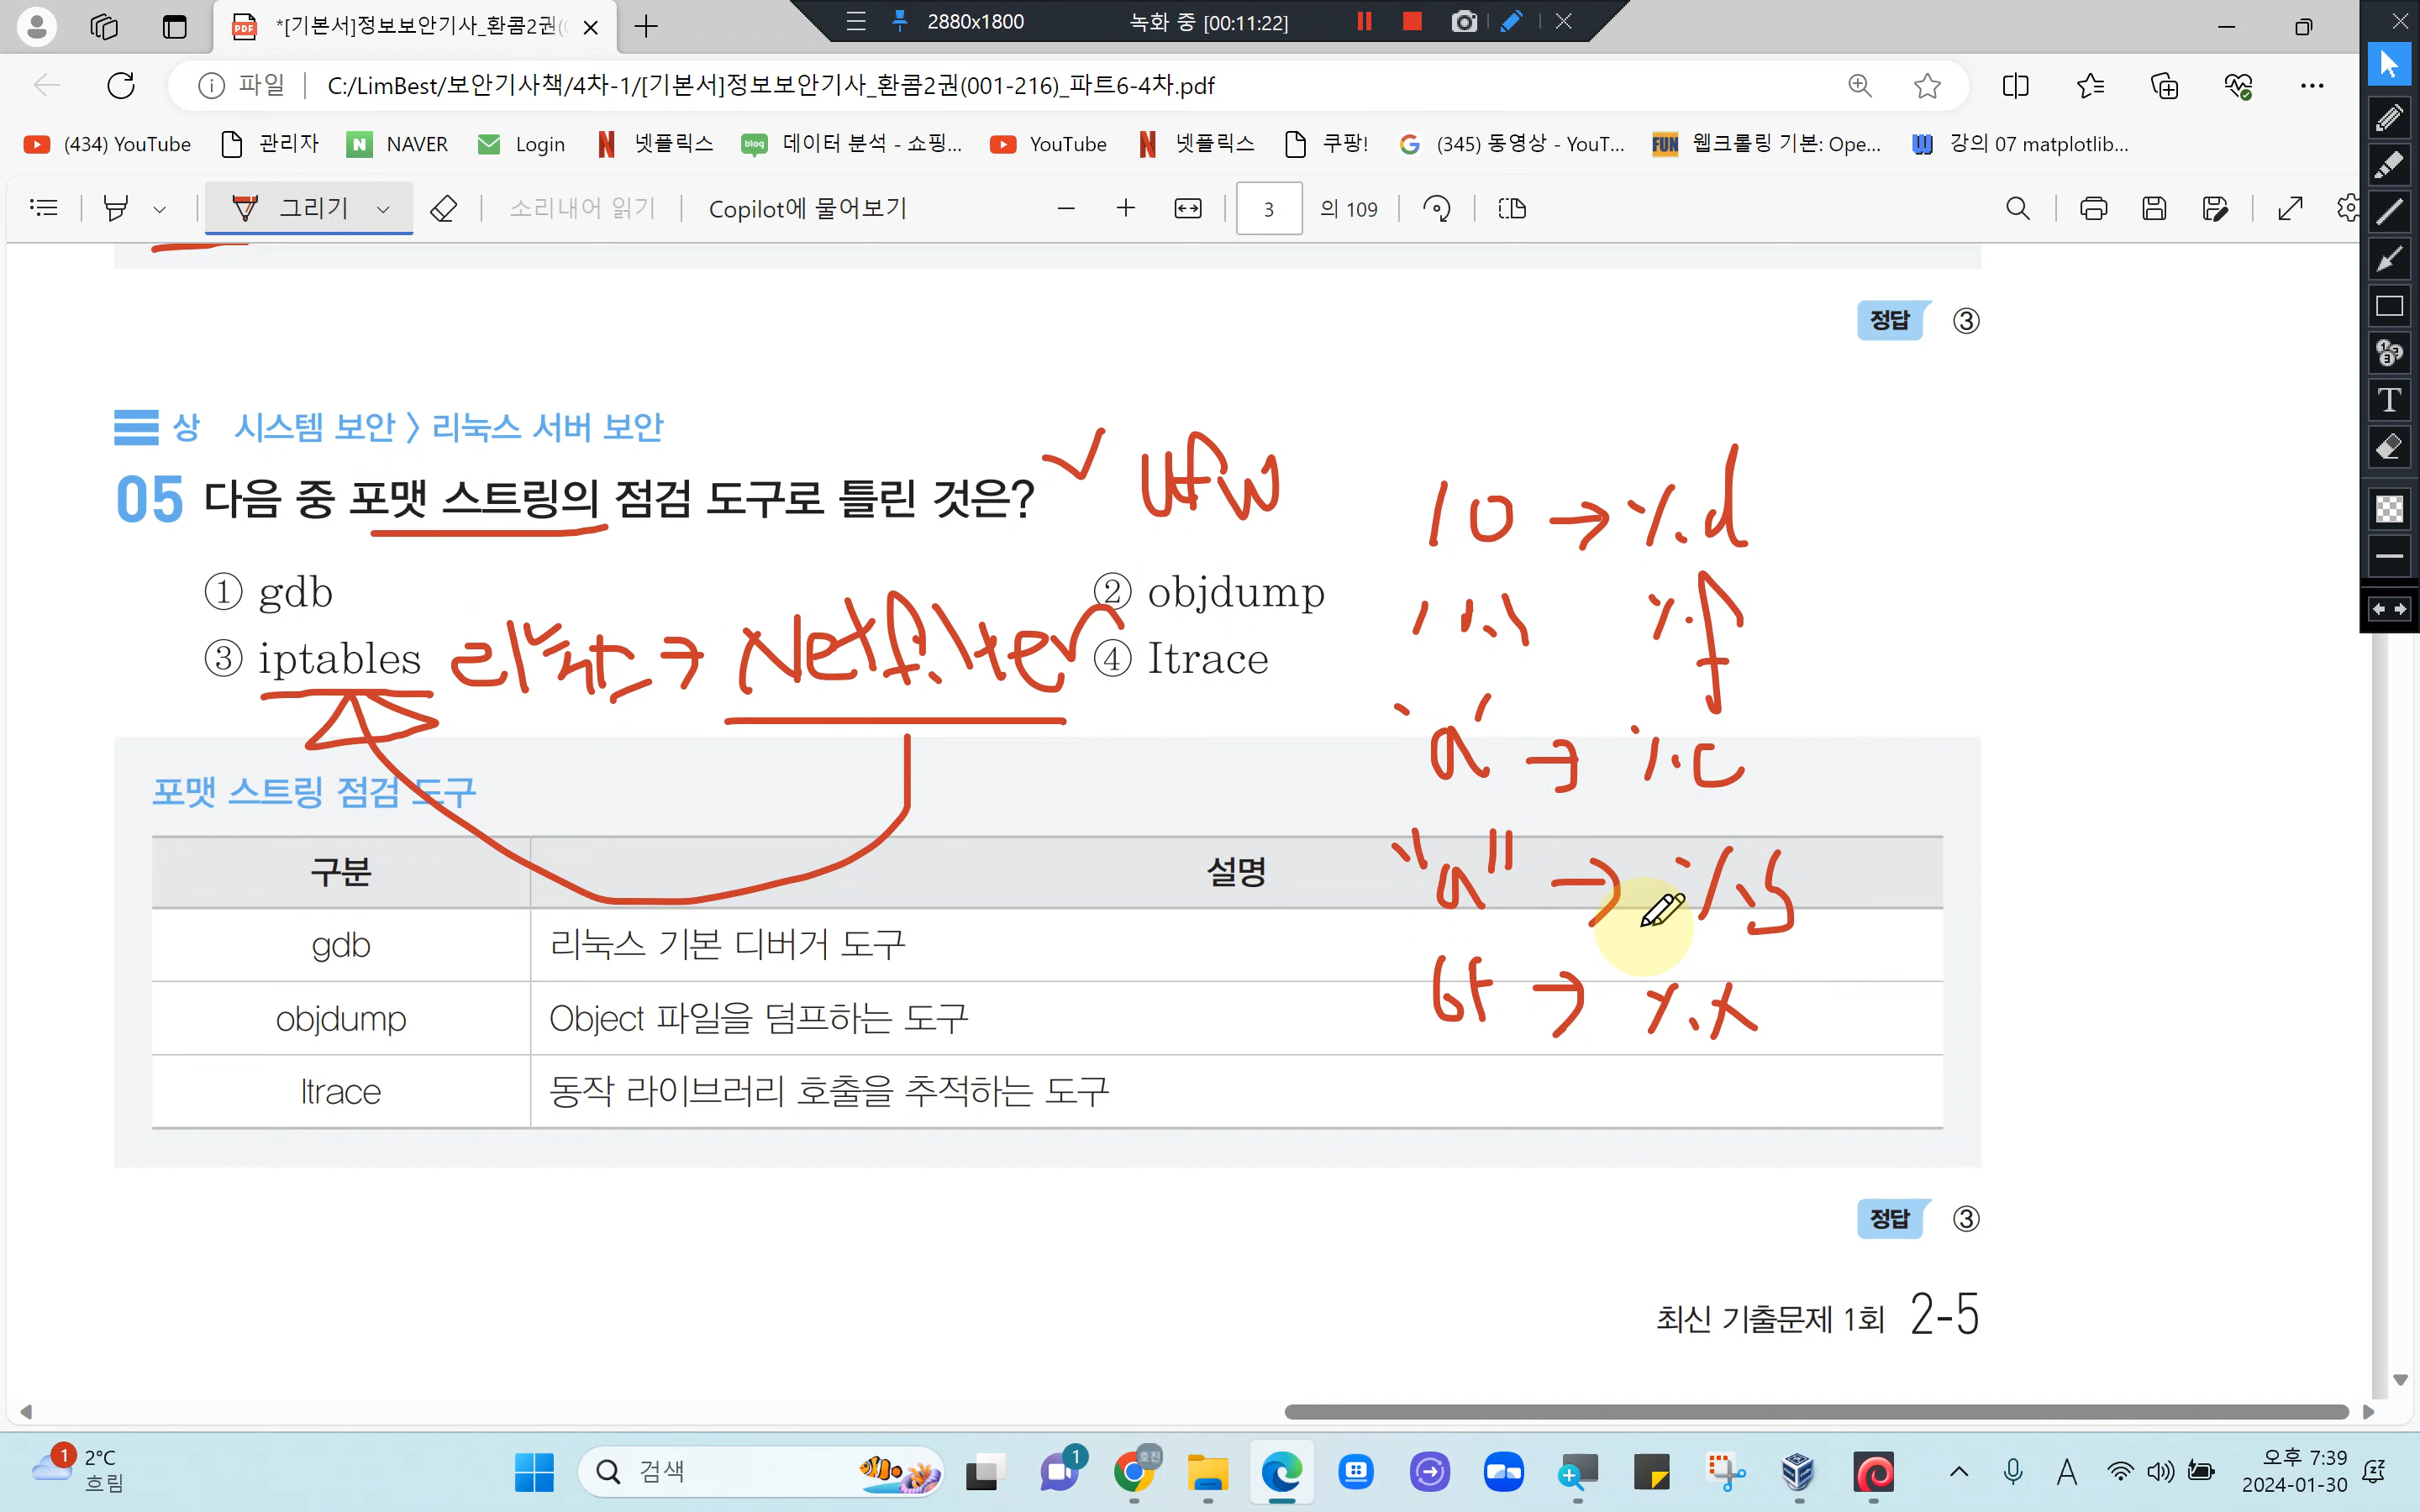 *[기본서]정보보안기사_환콤2권(
2880x1800
녹화 중 [00:11:22]
파일
C:/LimBest/보안기사책/4차-1/[기본서]정보보안기사_환콤2권(001-216)_파트6-4차.pdf
(434) YouTube
관리자
NAVER
Login
넷플릭스
데이터 분석 - 쇼핑...
YouTube
넷플릭스
쿠팡!
(345) 동영상 - YouT...
웹크롤링 기본: Ope...
강의 07 matplotlib...
그리기
소리내어 읽기
Copilot에 물어보기
3 의 109
정답 ③
상 시스템 보안 > 리눅스 서버 보안
05 다음 중 포맷 스트링의 점검 도구로 틀린 것은?
ufw
10 → %d
① gdb
② objdump
%f
③ iptables
리눅스 → Netfilter
④ ltrace
'a' → %c
포맷 스트링 점검 도구
"a" → %s
구분 설명
gdb 리눅스 기본 디버거 도구
6F → %x
objdump Object 파일을 덤프하는 도구
ltrace 동작 라이브러리 호출을 추적하는 도구
정답 ③
최신 기출문제 1회 2-5
1
2°C
흐림
검색
1
호진
A
오후 7:39
2024-01-30